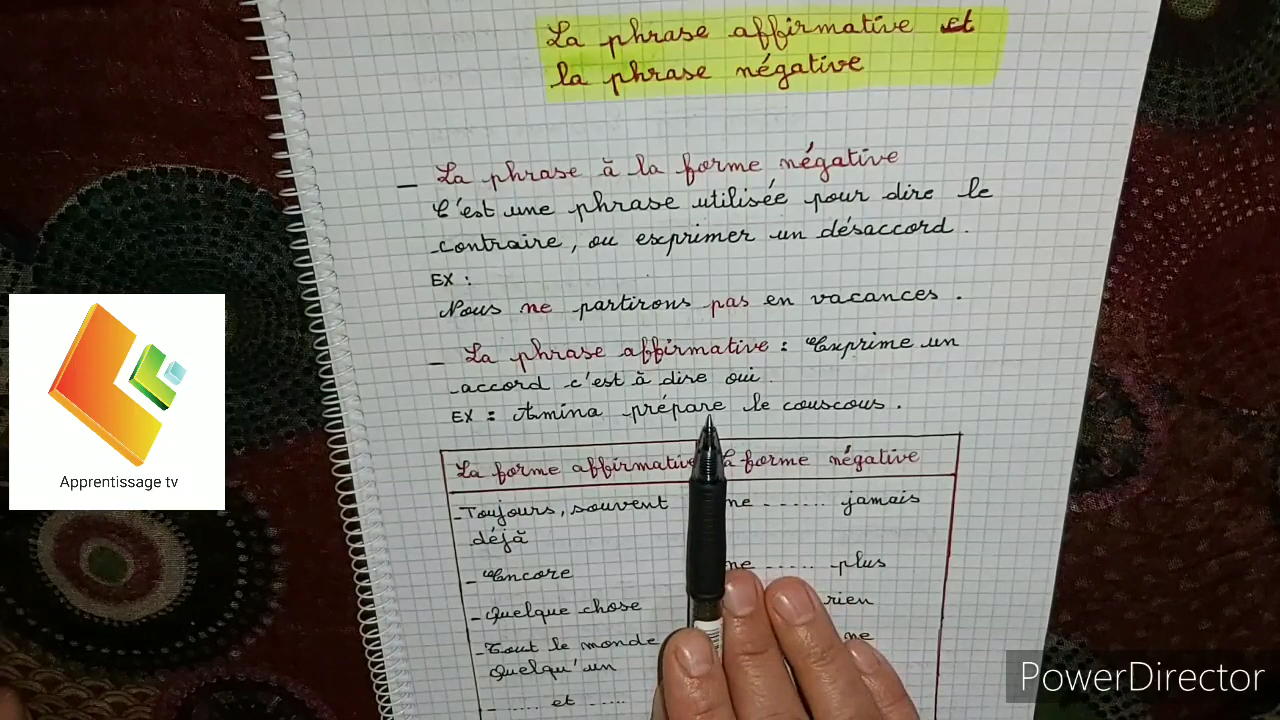 La phrase affirmative et
la phrase négative
- La phrase à la forme négative
C'est une phrase utilisée pour dire le
contraire, ou exprimer un désaccord.
EX :
Nous ne partirons pas en vacances.
- La phrase affirmative : Exprime un
accord c'est à dire oui.
EX : Amina prépare le couscous.
La forme affirmative la forme négative
- Toujours, souvent ne ....... jamais
déjà
- Encore ne ...... plus
- Quelque chose rien
- Tout le monde ne
Quelqu'un
- ..... et .....
Apprentissage tv
PowerDirector